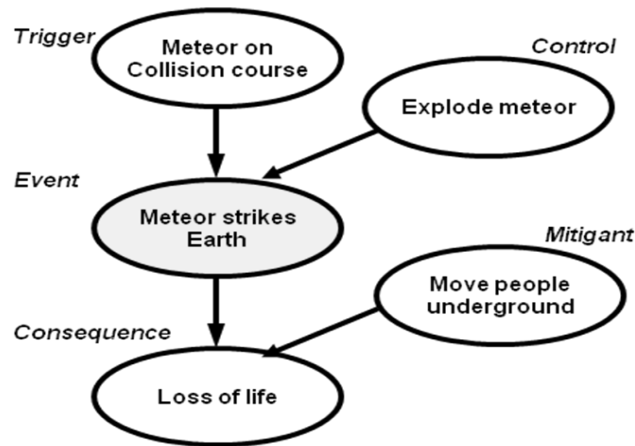 Trigger
Meteor on
Collision course
Control
Explode meteor
Event
Meteor strikes
Earth
Mitigant
Move people
underground
Consequence
Loss of life